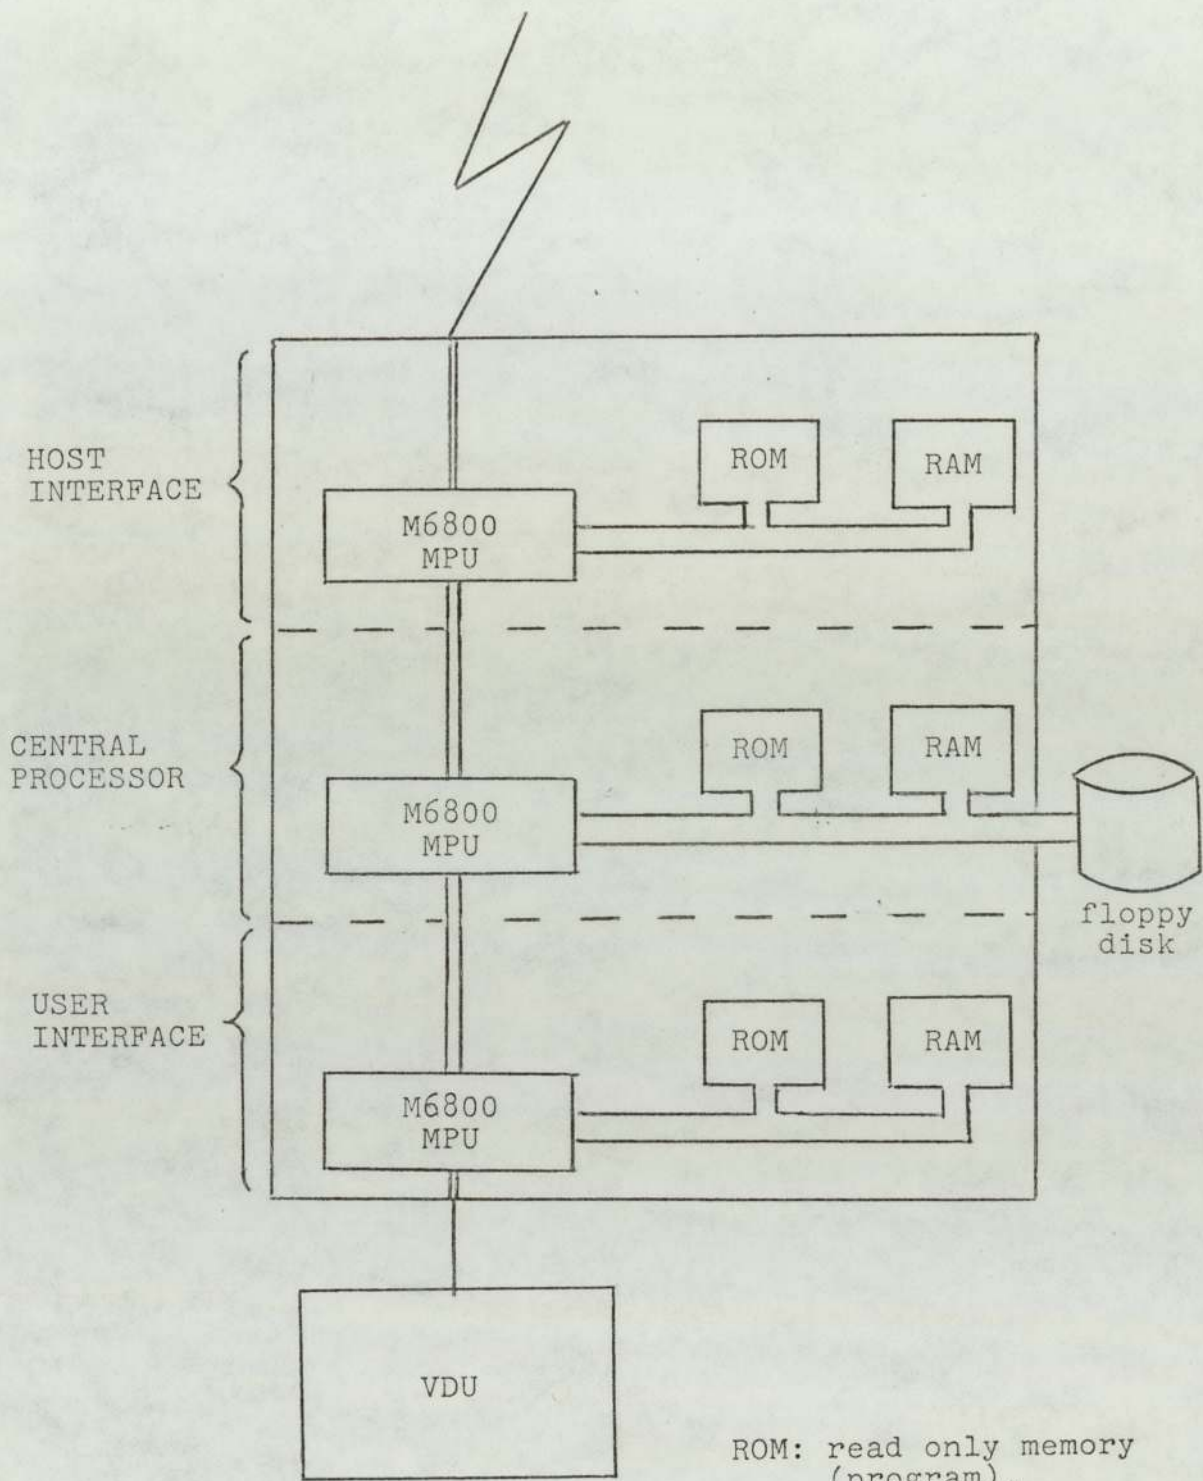 HOST
INTERFACE
ROM
RAM
M6800
MPU
CENTRAL
PROCESSOR
ROM
RAM
M6800
MPU
floppy
disk
USER
INTERFACE
ROM
RAM
M6800
MPU
VDU
ROM: read only memory
(program)